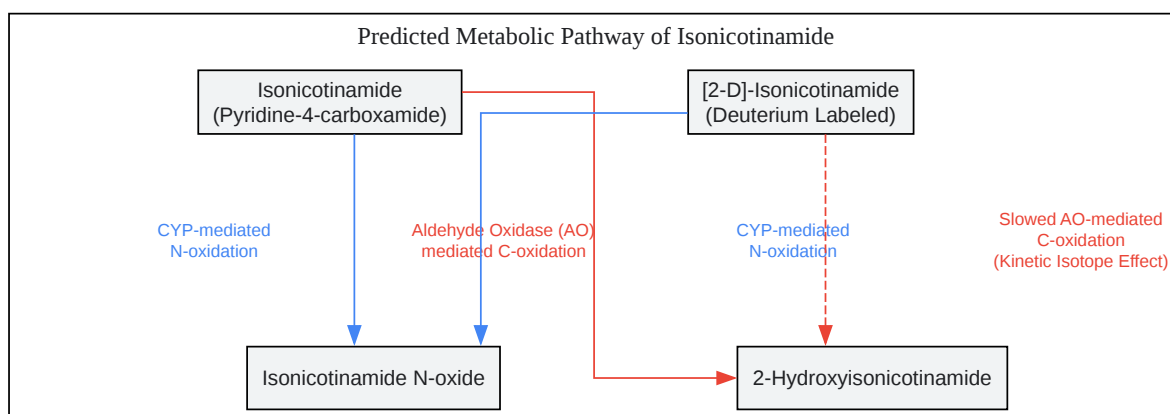 Predicted Metabolic Pathway of Isonicotinamide
Isonicotinamide
(Pyridine-4-carboxamide)
[2-D]-Isonicotinamide
(Deuterium Labeled)
CYP-mediated
N-oxidation
Aldehyde Oxidase (AO)
mediated C-oxidation
CYP-mediated
N-oxidation
Slowed AO-mediated
C-oxidation
(Kinetic Isotope Effect)
Isonicotinamide N-oxide
2-Hydroxyisonicotinamide